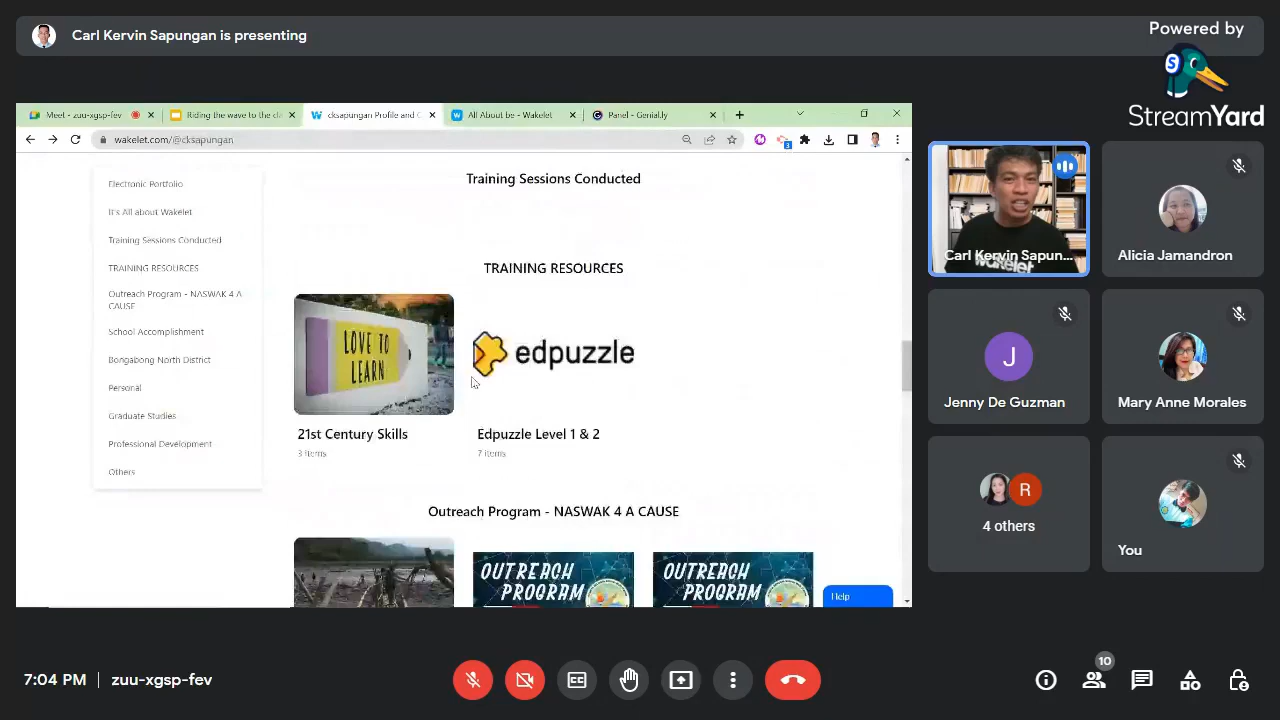 Carl Kervin Sapungan is presenting
Powered by
StreamYard
Meet - zuu-xgsp-fev
Riding the wave to the cl
cksapungan Profile and C
All About be - Wakelet
Panel - Genial.ly
wakelet.com/@cksapungan
3
Electronic Portfolio
It's All about Wakelet
Training Sessions Conducted
TRAINING RESOURCES
Outreach Program - NASWAK 4 A
CAUSE
School Accomplishment
Bongabong North District
Personal
Graduate Studies
Professional Development
Others
Training Sessions Conducted
TRAINING RESOURCES
LOVE TO
LEARN
edpuzzle
21st Century Skills
3 items
Edpuzzle Level 1 & 2
7 items
Outreach Program - NASWAK 4 A CAUSE
OUTREACH
PROGRAM
OUTREACH
PROGRAM
Help
wakelet
Carl Kervin Sapun...
Alicia Jamandron
J
Jenny De Guzman
Mary Anne Morales
R
4 others
You
7:04 PM | zuu-xgsp-fev
CC
10